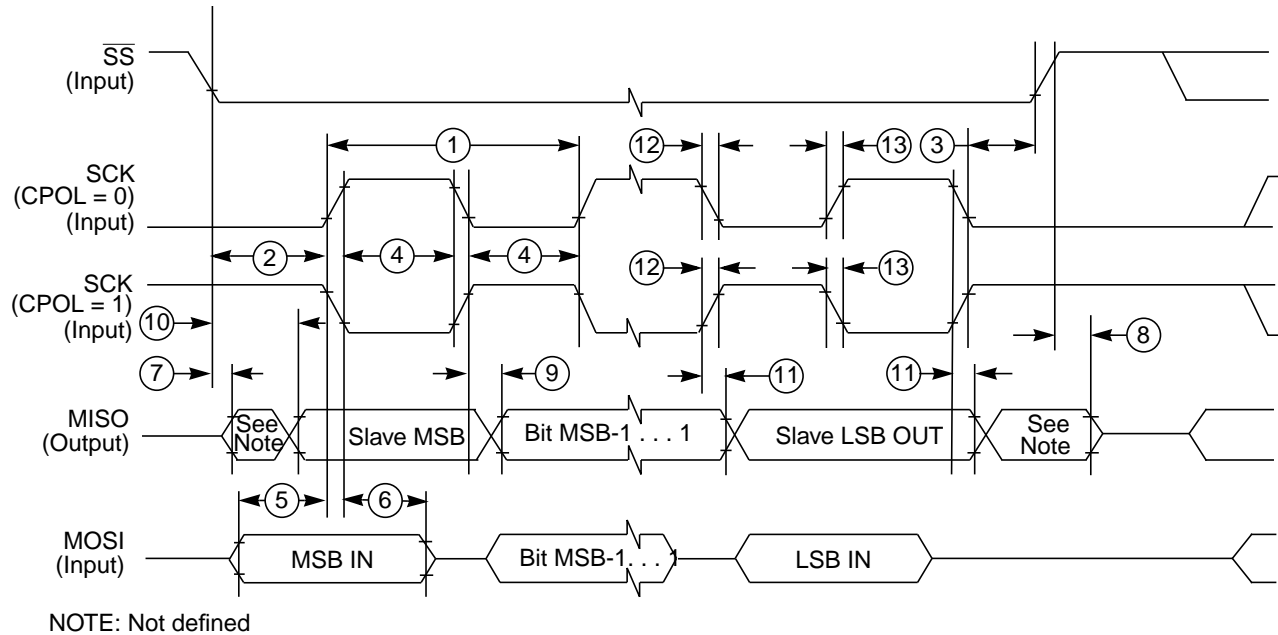 SS
(Input)
1
12
13
3
SCK
(CPOL = 0)
(Input)
2
4
4
12
13
SCK
(CPOL = 1)
(Input)
10
8
7
9
11
11
MISO
(Output)
See
Note
Slave MSB
Bit MSB-1 . . . 1
Slave LSB OUT
See
Note
5
6
MOSI
(Input)
MSB IN
Bit MSB-1. . . 1
LSB IN
NOTE: Not defined